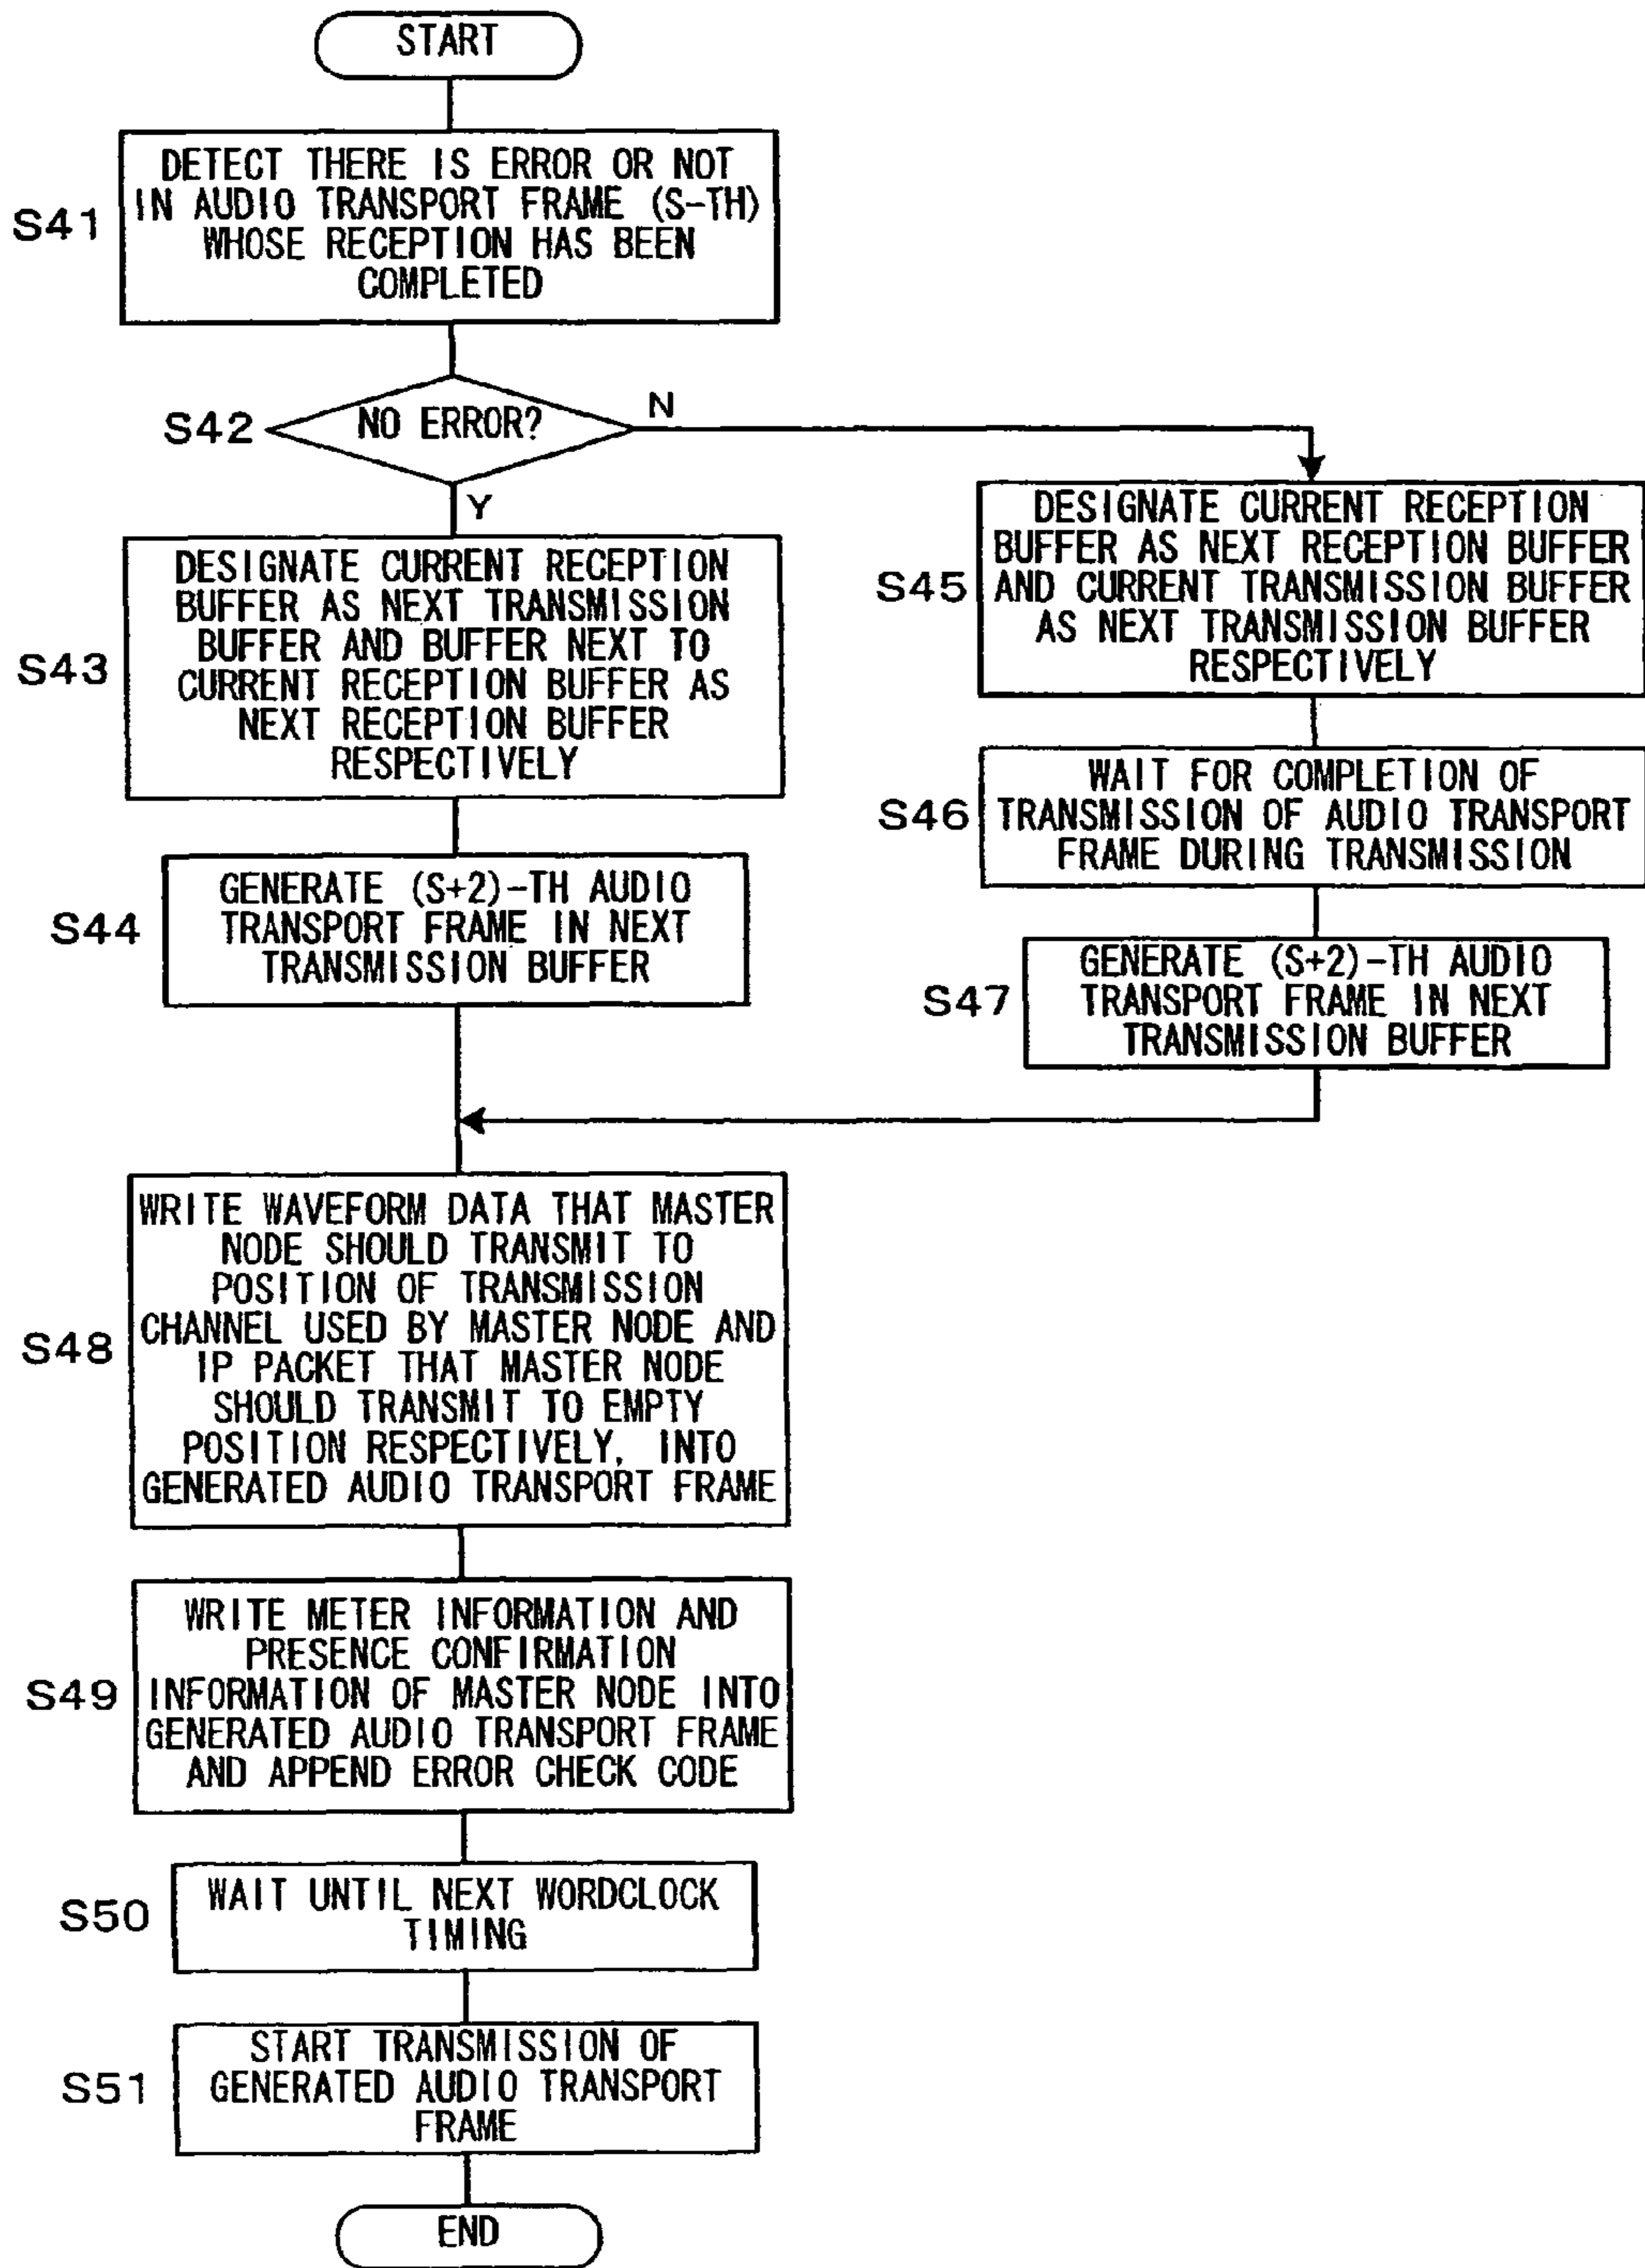 START
S41
DETECT THERE IS ERROR OR NOT
IN AUDIO TRANSPORT FRAME (S-TH)
WHOSE RECEPTION HAS BEEN
COMPLETED
S42
NO ERROR?
N
Y
S43
DESIGNATE CURRENT RECEPTION
BUFFER AS NEXT TRANSMISSION
BUFFER AND BUFFER NEXT TO
CURRENT RECEPTION BUFFER AS
NEXT RECEPTION BUFFER
RESPECTIVELY
S44
GENERATE (S+2)-TH AUDIO
TRANSPORT FRAME IN NEXT
TRANSMISSION BUFFER
S45
DESIGNATE CURRENT RECEPTION
BUFFER AS NEXT RECEPTION BUFFER
AND CURRENT TRANSMISSION BUFFER
AS NEXT TRANSMISSION BUFFER
RESPECTIVELY
S46
WAIT FOR COMPLETION OF
TRANSMISSION OF AUDIO TRANSPORT
FRAME DURING TRANSMISSION
S47
GENERATE (S+2)-TH AUDIO
TRANSPORT FRAME IN NEXT
TRANSMISSION BUFFER
S48
WRITE WAVEFORM DATA THAT MASTER
NODE SHOULD TRANSMIT TO
POSITION OF TRANSMISSION
CHANNEL USED BY MASTER NODE AND
IP PACKET THAT MASTER NODE
SHOULD TRANSMIT TO EMPTY
POSITION RESPECTIVELY, INTO
GENERATED AUDIO TRANSPORT FRAME
S49
WRITE METER INFORMATION AND
PRESENCE CONFIRMATION
INFORMATION OF MASTER NODE INTO
GENERATED AUDIO TRANSPORT FRAME
AND APPEND ERROR CHECK CODE
S50
WAIT UNTIL NEXT WORDCLOCK
TIMING
S51
START TRANSMISSION OF
GENERATED AUDIO TRANSPORT
FRAME
END